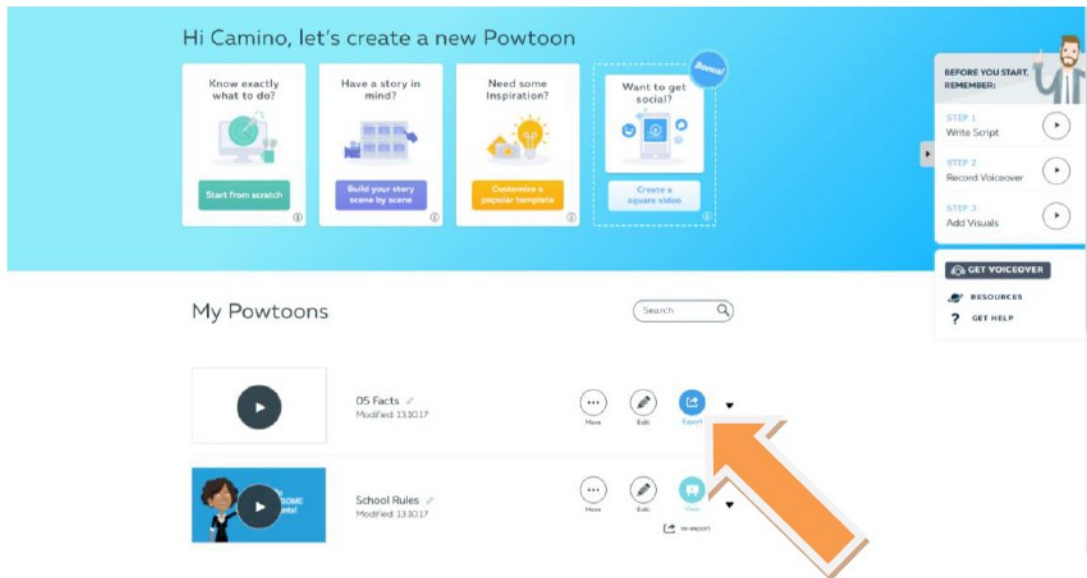 Hi Camino, let's create a new Powtoon
Know exactly
what to do?
Start from scratch
Have a story in
mind?
Build your story
scene by scene
Need some
Inspiration?
Customize a
popular template
Bonus!
Want to get
social?
Create a
square video
BEFORE YOU START,
REMEMBER:
STEP 1
Write Script
STEP 2
Record Voiceover
STEP 3
Add Visuals
GET VOICEOVER
RESOURCES
? GET HELP
My Powtoons
Search
05 Facts
Modified: 13.10.17
More
Edit
Export
SOME
School Rules
Modified: 13.10.17
More
Edit
View
re-export